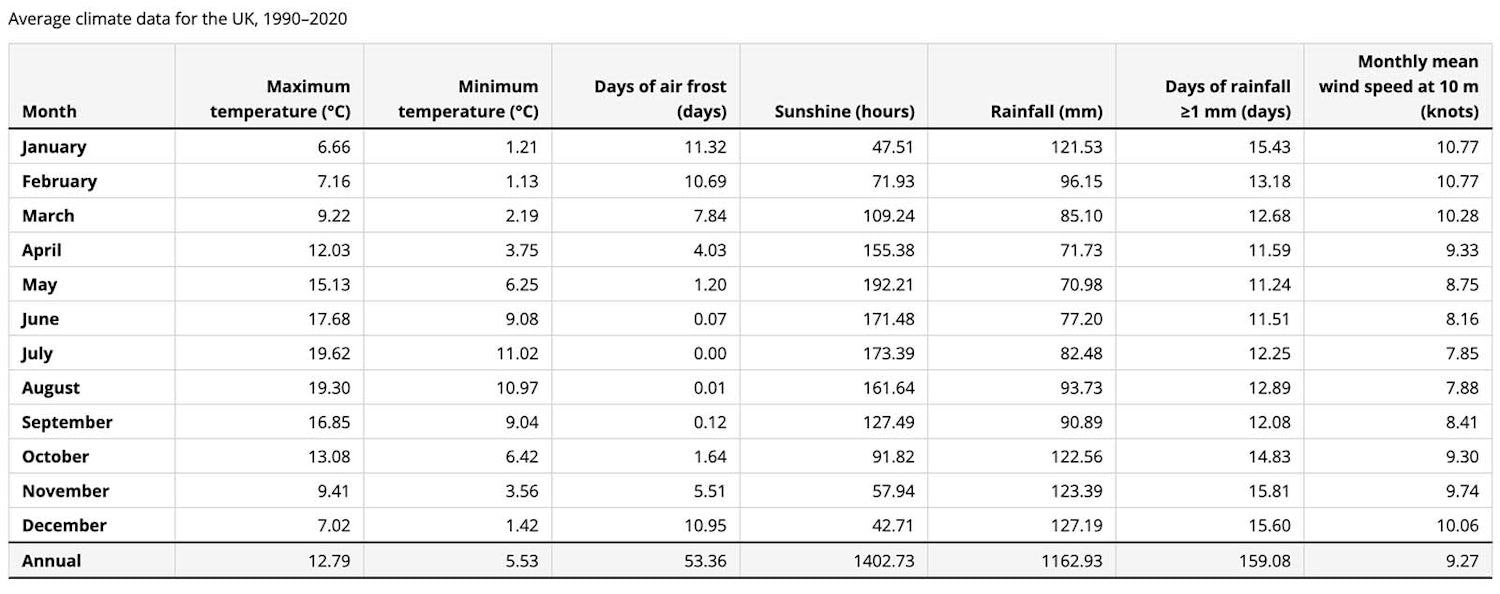 Average climate data for the UK, 1990–2020
Month Maximum temperature (°C) Minimum temperature (°C) Days of air frost (days) Sunshine (hours) Rainfall (mm) Days of rainfall ≥1 mm (days) Monthly mean wind speed at 10 m (knots)
January 6.66 1.21 11.32 47.51 121.53 15.43 10.77
February 7.16 1.13 10.69 71.93 96.15 13.18 10.77
March 9.22 2.19 7.84 109.24 85.10 12.68 10.28
April 12.03 3.75 4.03 155.38 71.73 11.59 9.33
May 15.13 6.25 1.20 192.21 70.98 11.24 8.75
June 17.68 9.08 0.07 171.48 77.20 11.51 8.16
July 19.62 11.02 0.00 173.39 82.48 12.25 7.85
August 19.30 10.97 0.01 161.64 93.73 12.89 7.88
September 16.85 9.04 0.12 127.49 90.89 12.08 8.41
October 13.08 6.42 1.64 91.82 122.56 14.83 9.30
November 9.41 3.56 5.51 57.94 123.39 15.81 9.74
December 7.02 1.42 10.95 42.71 127.19 15.60 10.06
Annual 12.79 5.53 53.36 1402.73 1162.93 159.08 9.27